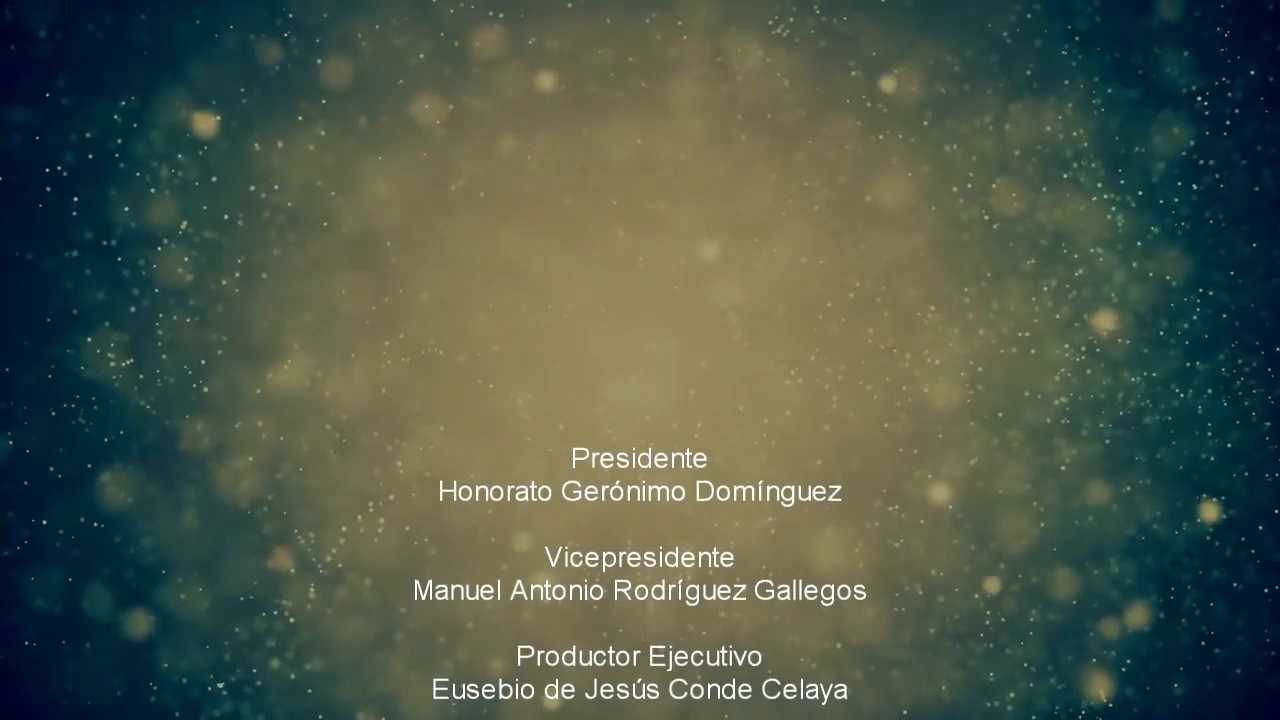 Presidente
Honorato Gerónimo Domínguez
Vicepresidente
Manuel Antonio Rodríguez Gallegos
Productor Ejecutivo
Eusebio de Jesús Conde Celaya